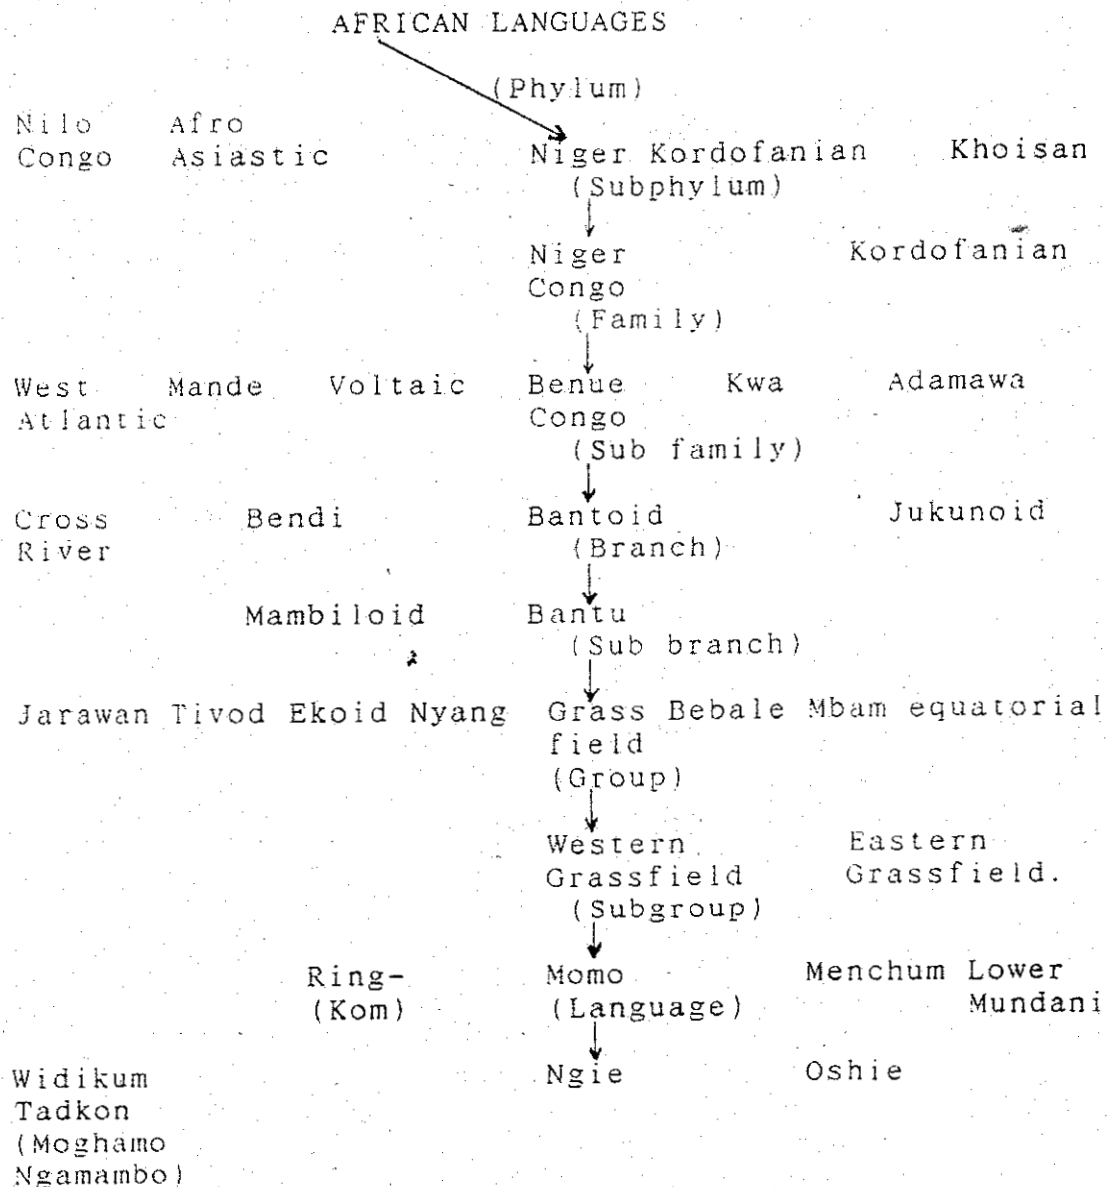 AFRICAN LANGUAGES
(Phylum)
Nilo Afro
Congo Asiastic Niger Kordofanian Khoisan
(Subphylum)
Niger Kordofanian
Congo
(Family)
West Mande Voltaic Benue Kwa Adamawa
Atlantic Congo
(Sub family)
Cross Bendi Bantoid Jukunoid
River (Branch)
Mambiloid Bantu
(Sub branch)
Jarawan Tivod Ekoid Nyang Grass Bebale Mbam equatorial
field
(Group)
Western Eastern
Grassfield Grassfield.
(Subgroup)
Ring- Momo Menchum Lower
(Kom) (Language) Mundani
Widikum Ngie Oshie
Tadkon
(Moghamo
Ngamambo)